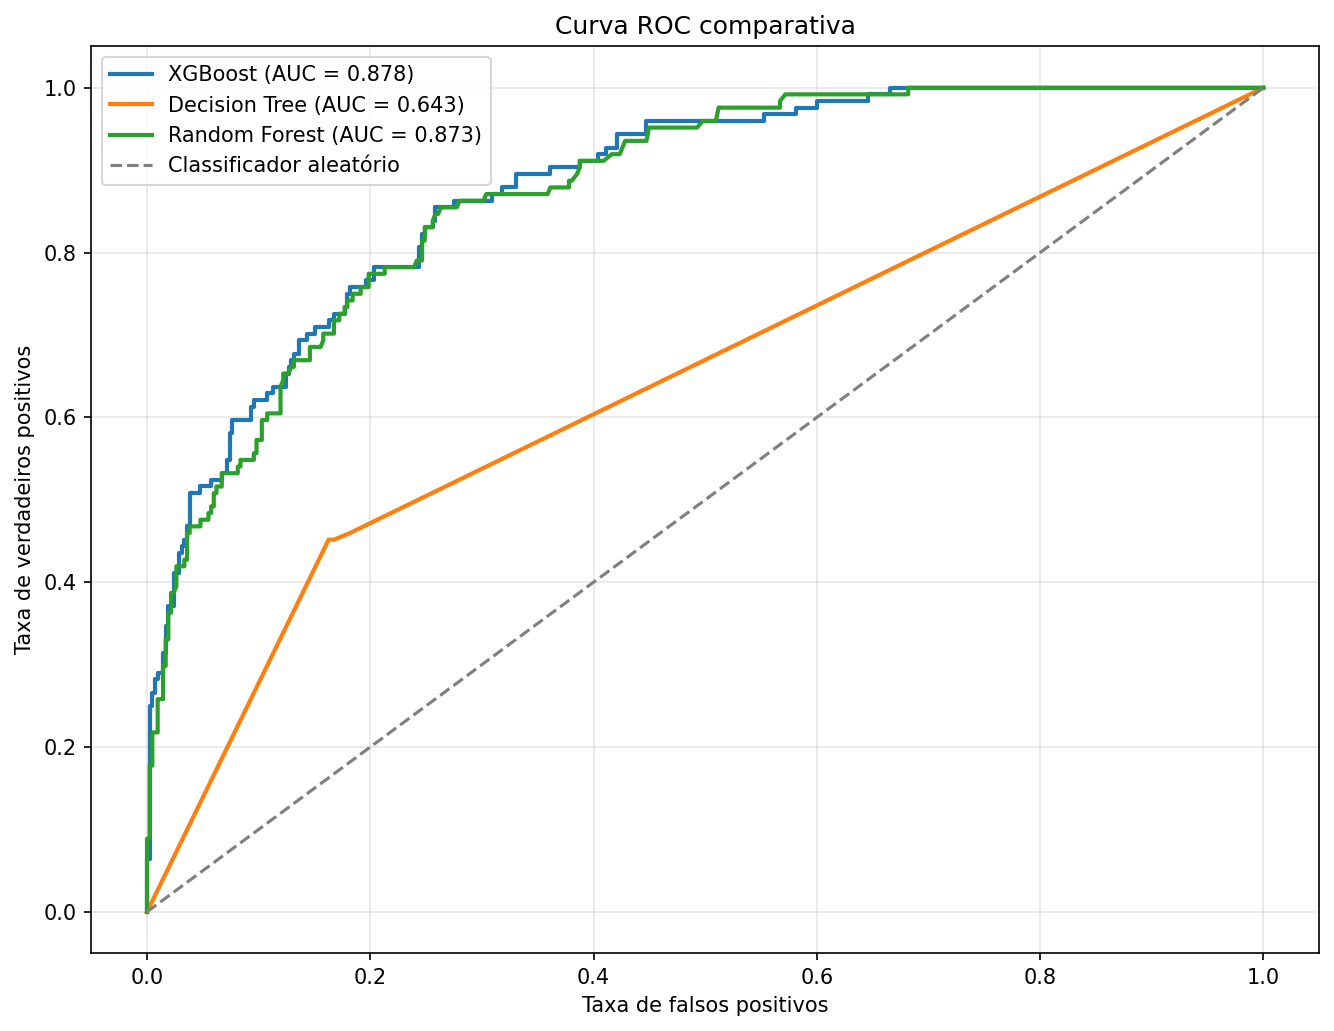 Curva ROC comparativa
XGBoost (AUC = 0.878)
Decision Tree (AUC = 0.643)
Random Forest (AUC = 0.873)
Classificador aleatório
Taxa de verdadeiros positivos
1.0
0.8
0.6
0.4
0.2
0.0
0.0 0.2 0.4 0.6 0.8 1.0
Taxa de falsos positivos